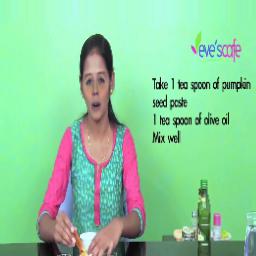 eve'scafe
Take 1 tea spoon of pumpkin
seed paste
1 tea spoon of olive oil
Mix well